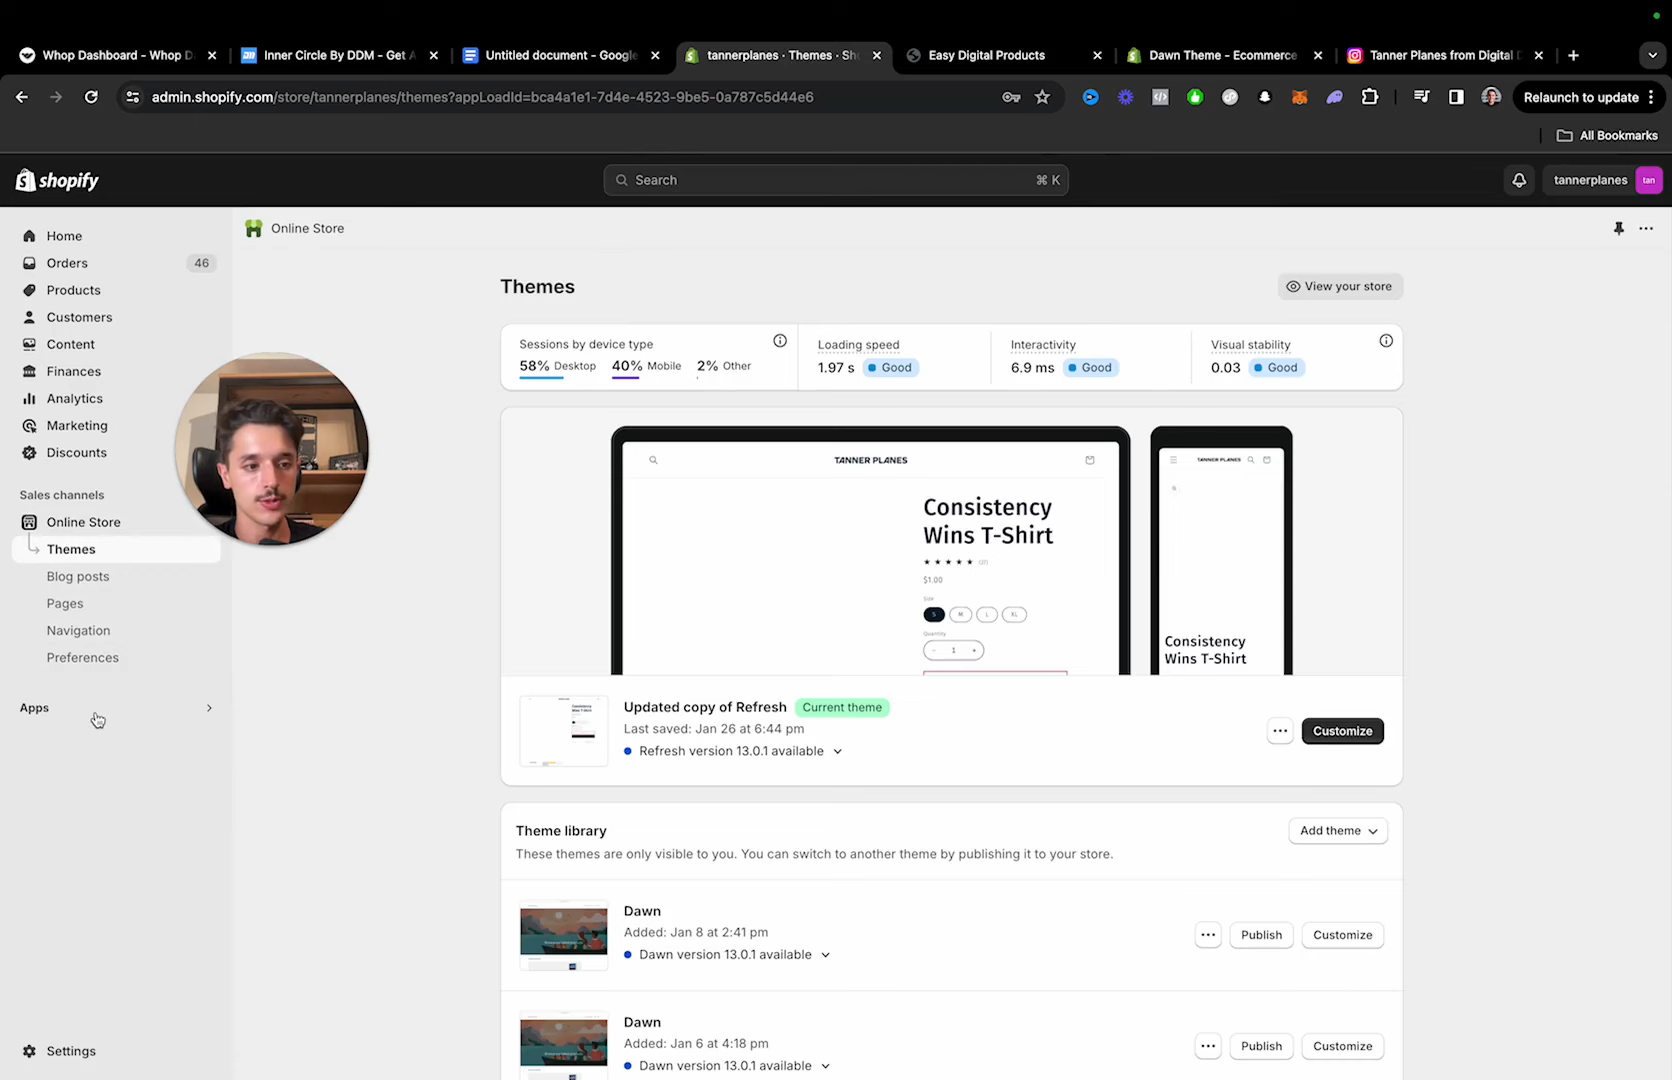 Whop Dashboard - Whop D
Inner Circle By DDM - Get A
Untitled document - Google
tannerplanes · Themes · Sh
Easy Digital Products
Dawn Theme - Ecommerce
Tanner Planes from Digital D
admin.shopify.com/store/tannerplanes/themes?appLoadId=bca4a1e1-7d4e-4523-9be5-0a787c5d44e6
Relaunch to update
All Bookmarks
shopify
Search
⌘ K
tannerplanes
tan
Home
Orders
46
Products
Customers
Content
Finances
Analytics
Marketing
Discounts
Sales channels
Online Store
Themes
Blog posts
Pages
Navigation
Preferences
Apps
Settings
Online Store
Themes
View your store
Sessions by device type
58% Desktop 40% Mobile 2% Other
Loading speed
1.97 s Good
Interactivity
6.9 ms Good
Visual stability
0.03 Good
TANNER PLANES
Consistency
Wins T-Shirt
$1.00
Size
S M L XL
Quantity
- 1 +
TANNER PLANES
Consistency
Wins T-Shirt
Updated copy of Refresh Current theme
Last saved: Jan 26 at 6:44 pm
Refresh version 13.0.1 available
Customize
Theme library
Add theme
These themes are only visible to you. You can switch to another theme by publishing it to your store.
Dawn
Added: Jan 8 at 2:41 pm
Dawn version 13.0.1 available
Publish
Customize
Dawn
Added: Jan 6 at 4:18 pm
Dawn version 13.0.1 available
Publish
Customize